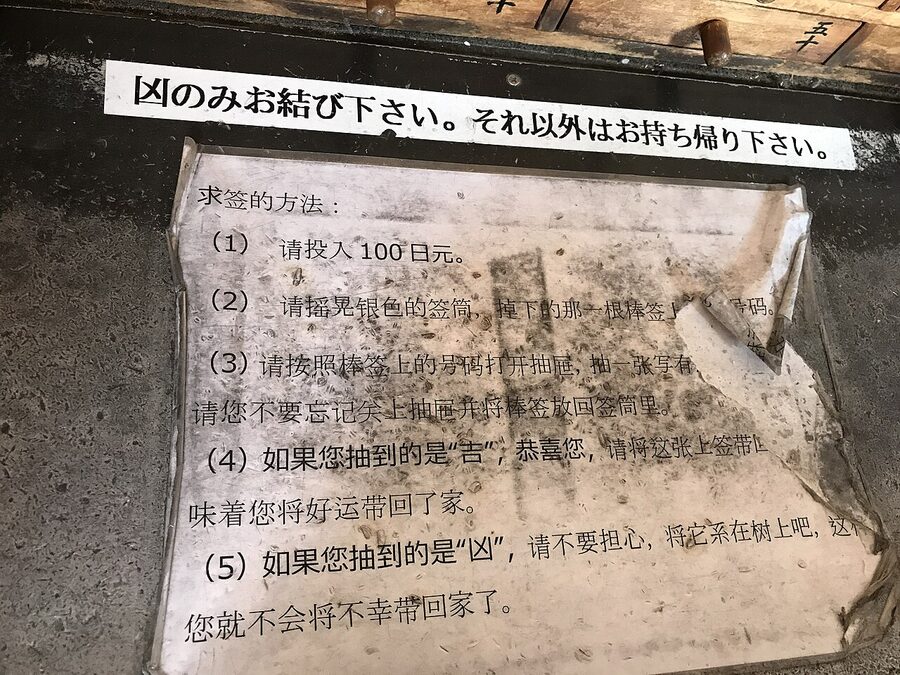 五十
凶のみお結び下さい。それ以外はお持ち帰り下さい。
求签的方法：
（1） 请投入 100 日元。
（2） 请摇晃银色的签筒，掉下的那一根棒签上 号码。
（3）请按照棒签上的号码打开抽屉，抽一张写有
请您不要忘记关上抽屉并将棒签放回签筒里。
（4）如果您抽到的是“吉”，恭喜您，请将这张上签带回
味着您将好运带回了家。
（5）如果您抽到的是“凶”，请不要担心，将它系在树上吧，这
您就不会将不幸带回家了。